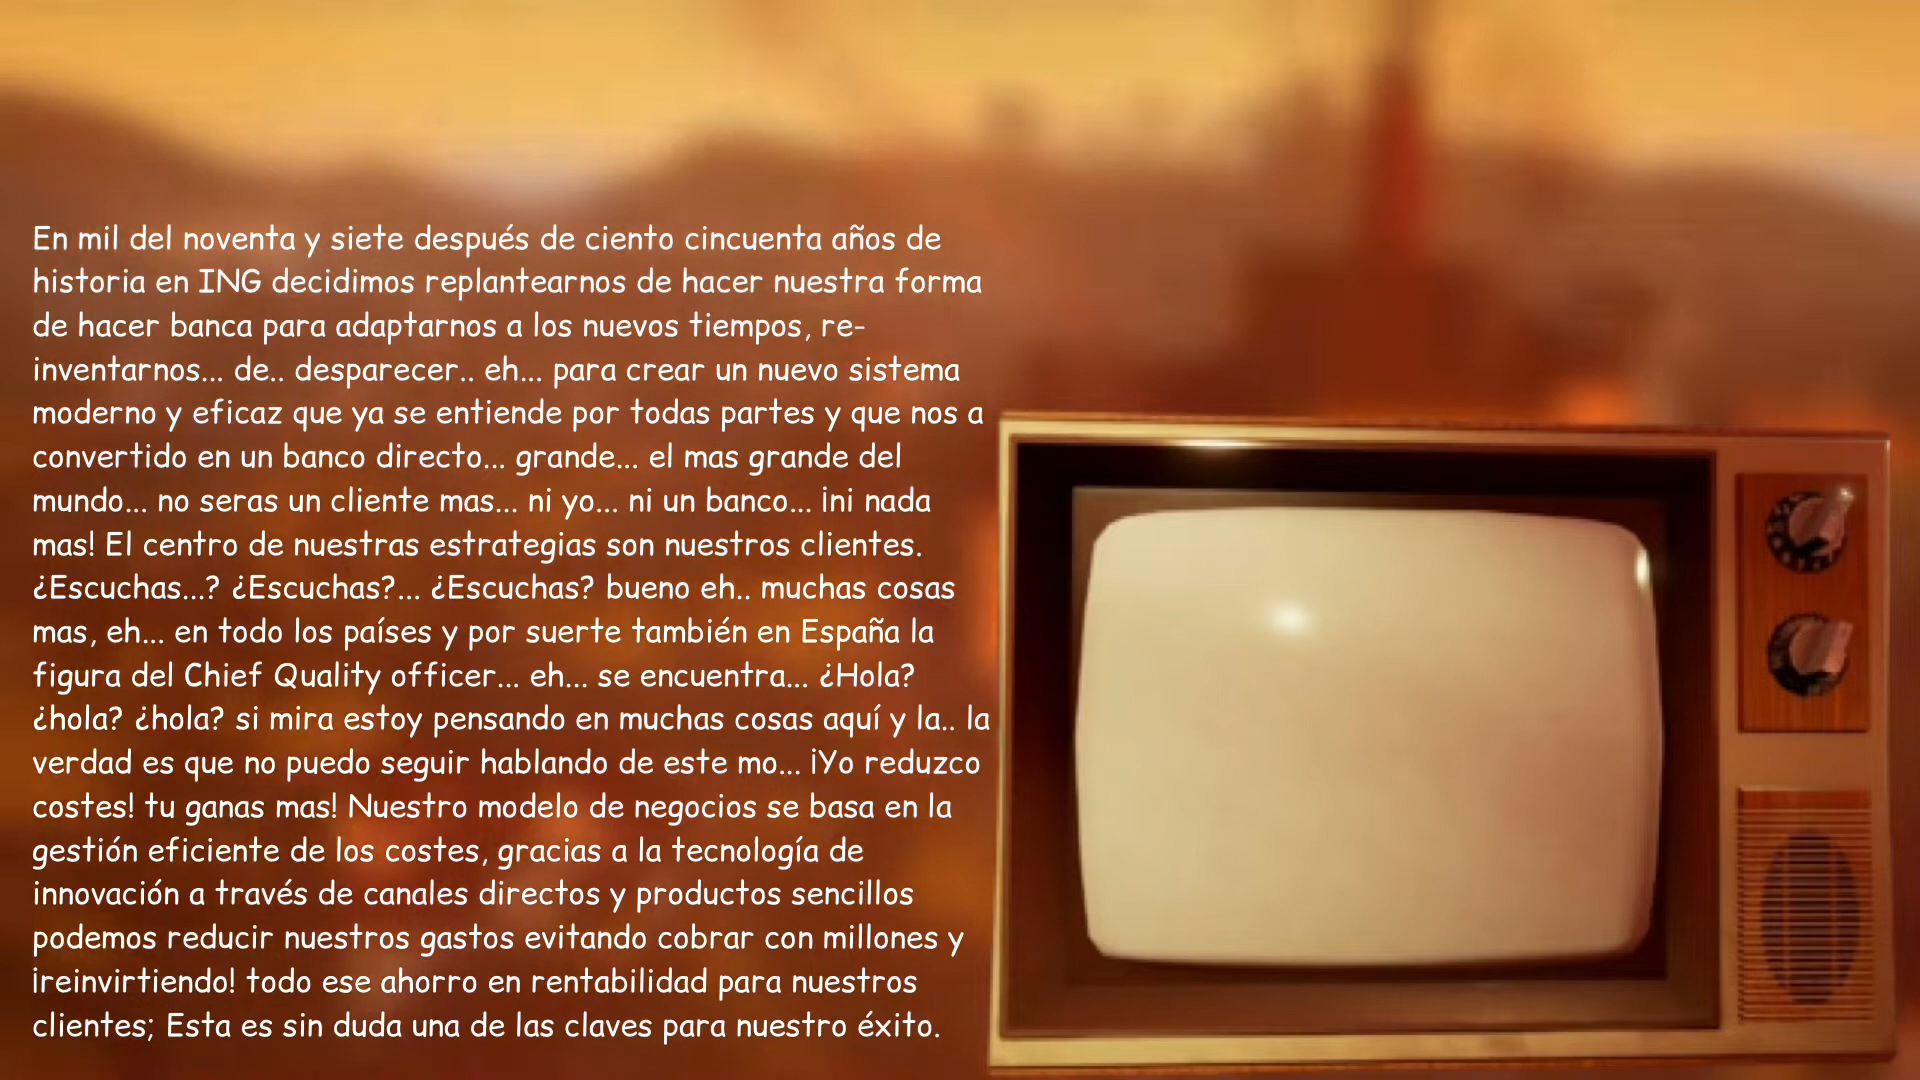 En mil del noventa y siete después de ciento cincuenta años de
historia en ING decidimos replantearnos de hacer nuestra forma
de hacer banca para adaptarnos a los nuevos tiempos, re-
inventarnos... de.. desparecer.. eh... para crear un nuevo sistema
moderno y eficaz que ya se entiende por todas partes y que nos a
convertido en un banco directo... grande... el mas grande del
mundo... no seras un cliente mas... ni yo... ni un banco... ¡ni nada
mas! El centro de nuestras estrategias son nuestros clientes.
¿Escuchas...? ¿Escuchas?... ¿Escuchas? bueno eh.. muchas cosas
mas, eh... en todo los países y por suerte también en España la
figura del Chief Quality officer... eh... se encuentra... ¿Hola?
¿hola? ¿hola? si mira estoy pensando en muchas cosas aquí y la.. la
verdad es que no puedo seguir hablando de este mo... ¡Yo reduzco
costes! tu ganas mas! Nuestro modelo de negocios se basa en la
gestión eficiente de los costes, gracias a la tecnología de
innovación a través de canales directos y productos sencillos
podemos reducir nuestros gastos evitando cobrar con millones y
¡reinvirtiendo! todo ese ahorro en rentabilidad para nuestros
clientes; Esta es sin duda una de las claves para nuestro éxito.